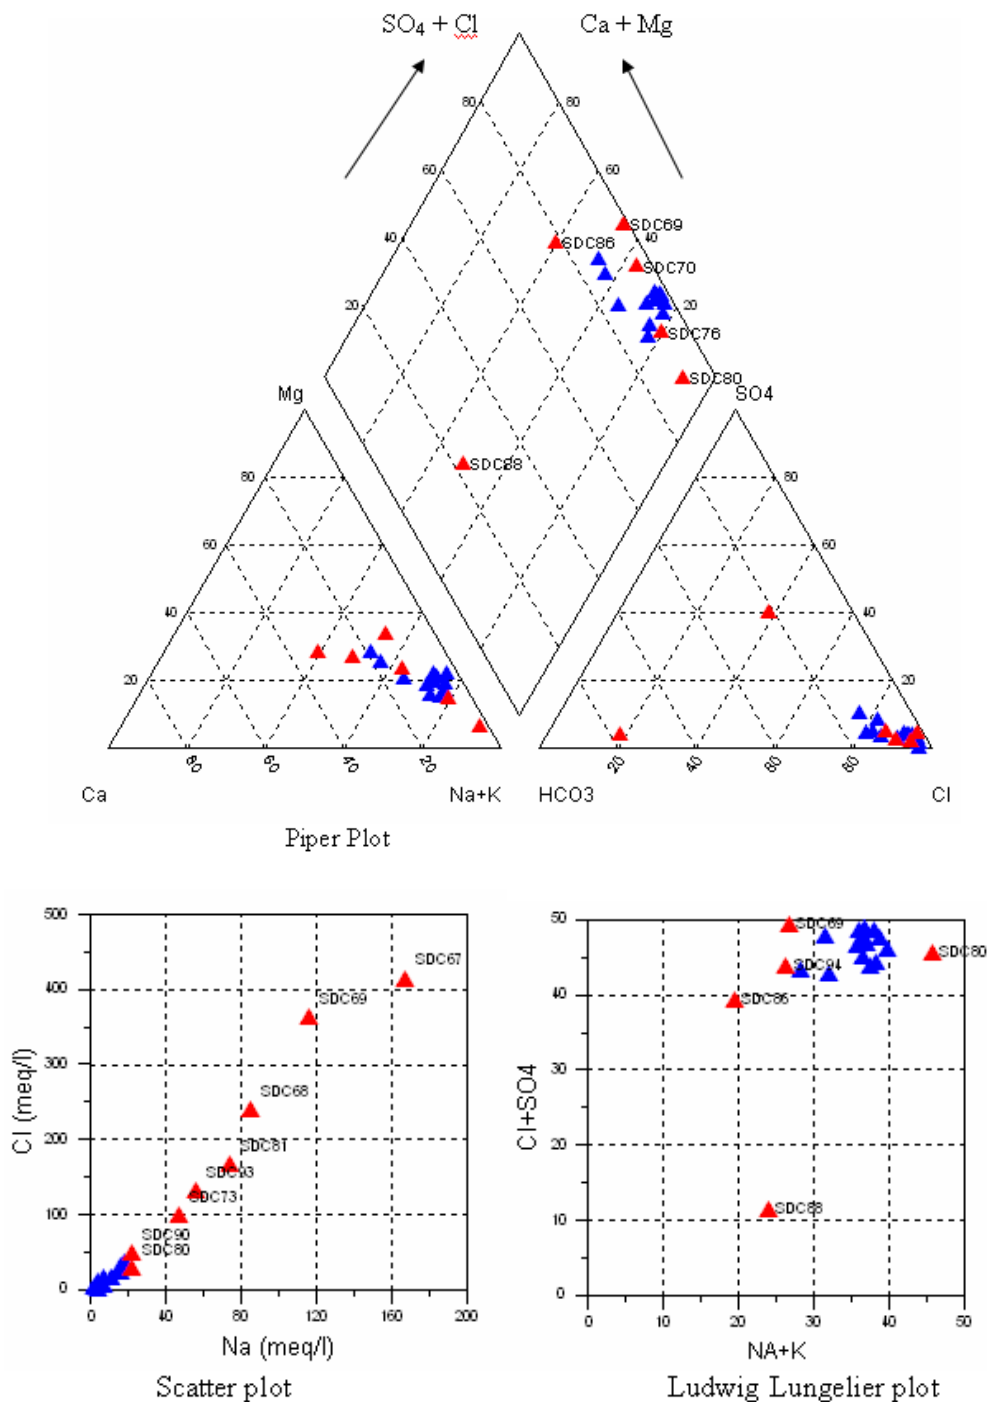 SO4 + Cl Ca + Mg
80 80
60 60
SDC69
40 SDC86 40
SDC70
20 20
SDC76
Mg SDC80 SO4
SDC88
80 80
60 60
40 40
20 20
80 60 40 20 20 40 60 80
Ca Na+K HCO3 Cl
Piper Plot
500
400
300
200
100
0
Cl (meq/l)
SDC67
SDC69
SDC68
SDC81
SDC93
SDC73
SDC90
SDC80
0 40 80 120 160 200
Na (meq/l)
Scatter plot
50
40
30
20
10
0
Cl+SO4
SDC69
SDC80
SDC94
SDC86
SDC88
0 10 20 30 40 50
NA+K
Ludwig Lungelier plot